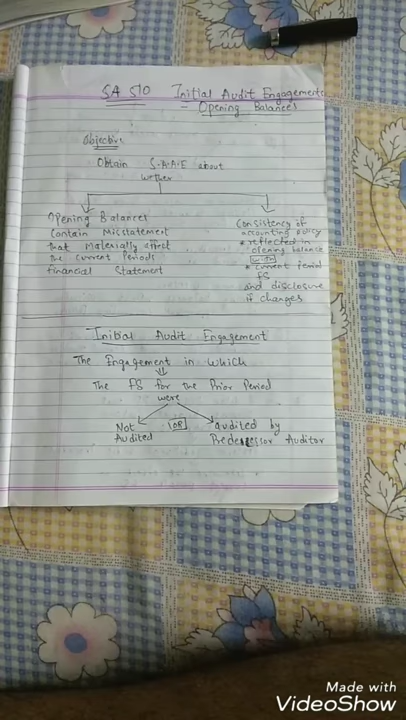 SA 510 Initial Audit Engagements
- Opening Balances
Objective
Obtain S.A.A.E about
wether
Opening Balances
Contain Misstatement
that Materially effect
the current Periods
financial Statement
Consistency of
accounting policy
* reflected in
opening balance
with
* current period
FS
and disclosure
if changes
Initial Audit Engagement
The Engagement in which
The FS for the Prior Period
were
Not
Audited
OR
audited by
Predecessor Auditor
Made with
VideoShow